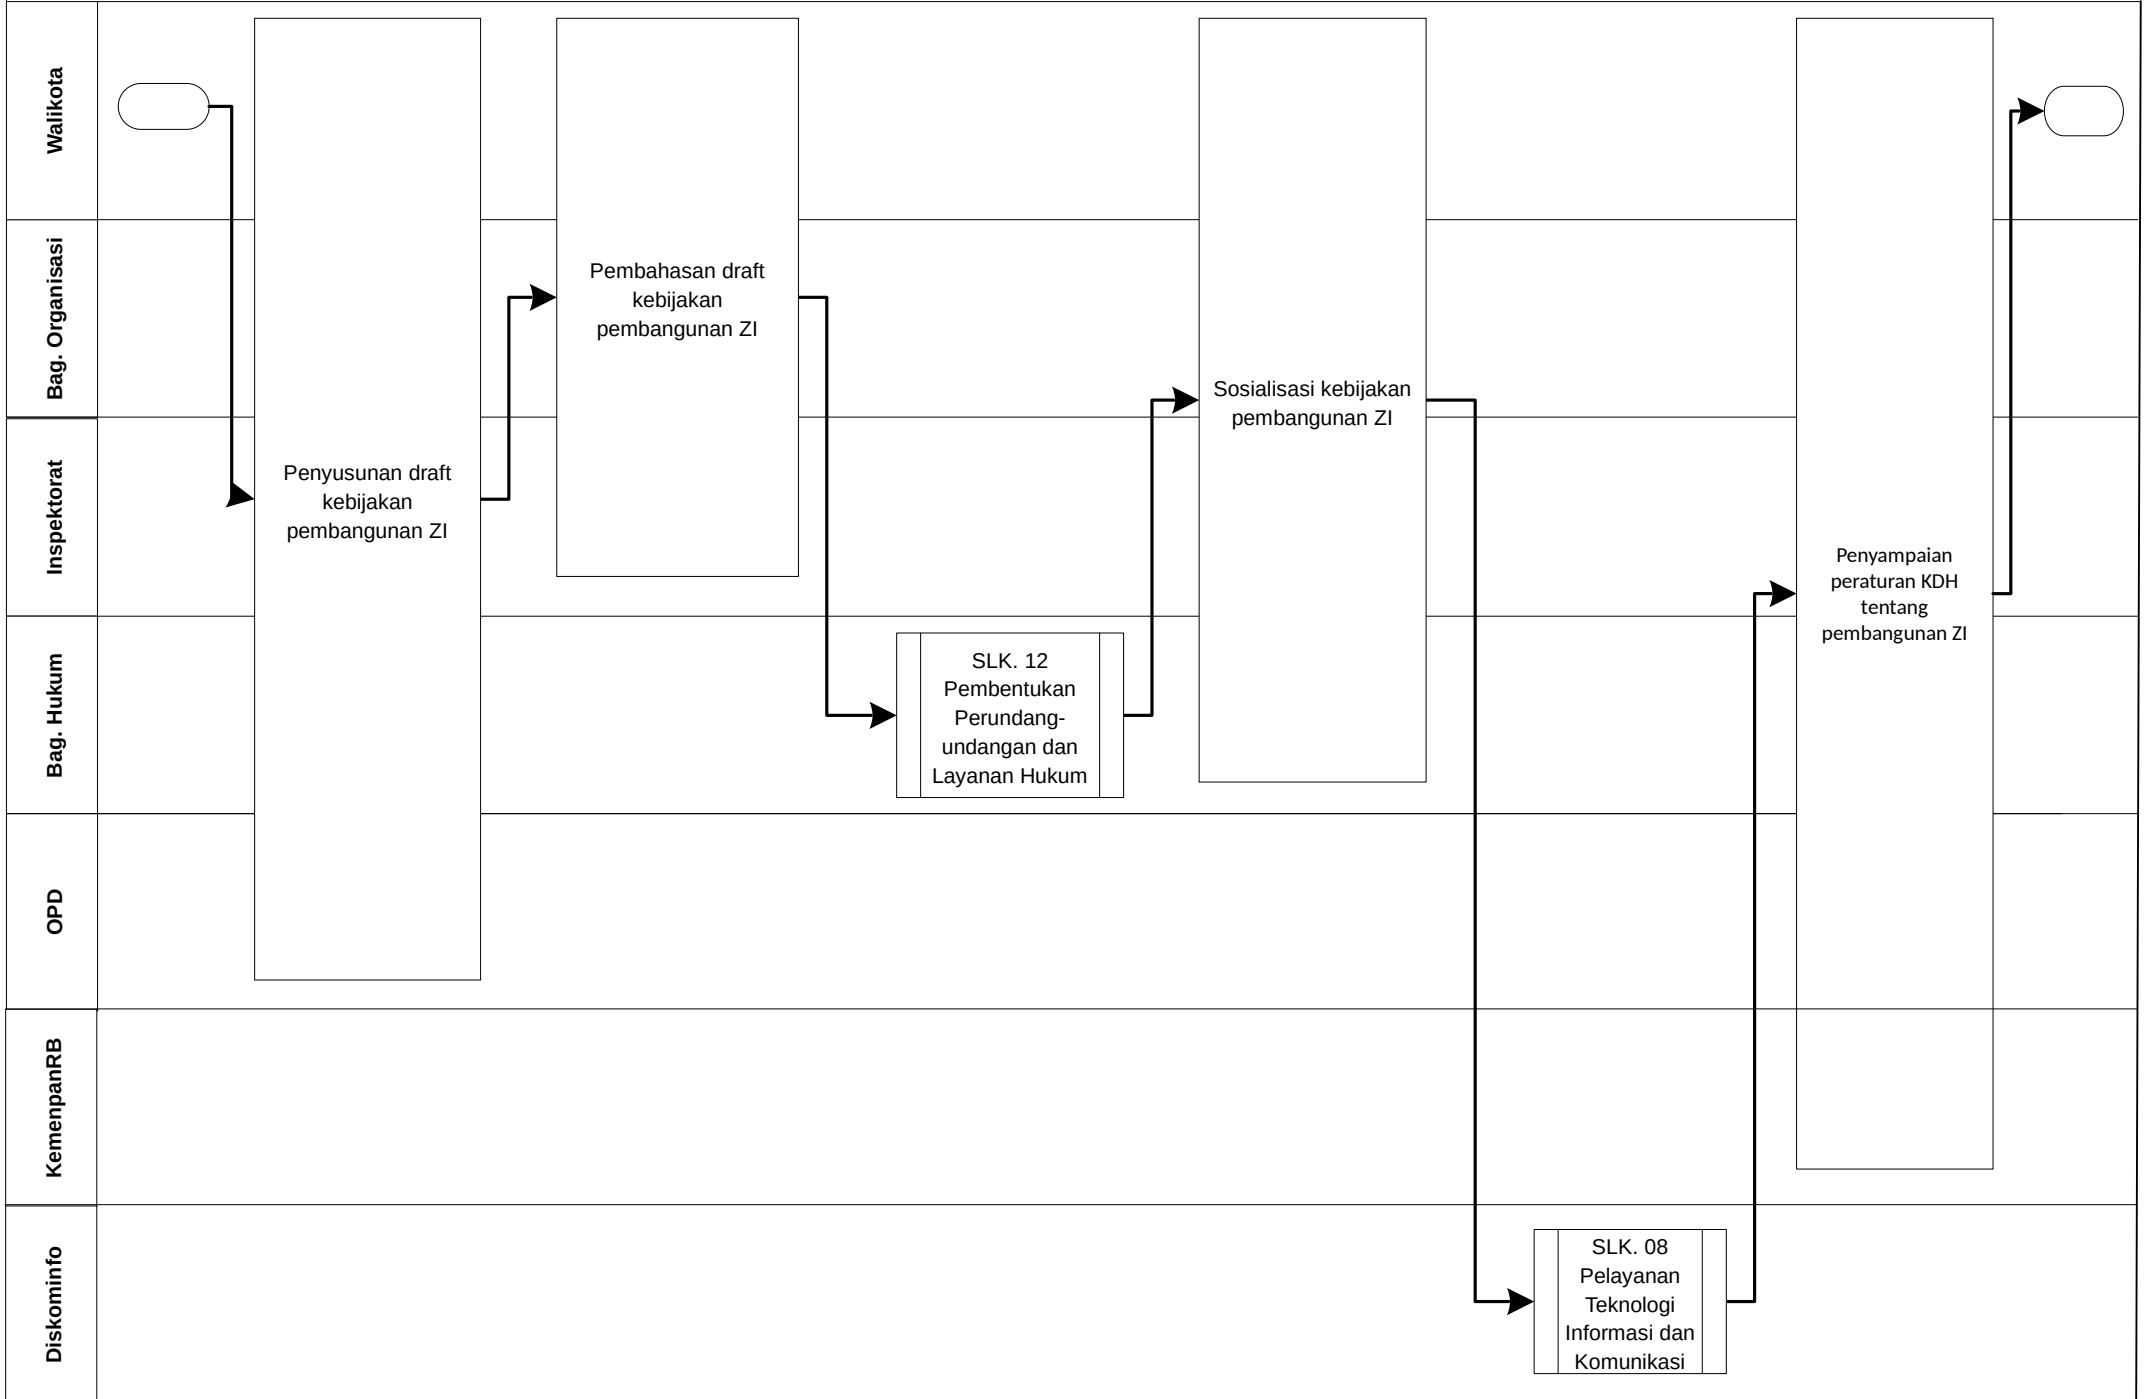 Walikota
Bag. Organisasi
Inspektorat
Bag. Hukum
OPD
KemenpanRB
Diskominfo
Penyusunan draft
kebijakan
pembangunan ZI
Pembahasan draft
kebijakan
pembangunan ZI
SLK. 12
Pembentukan
Perundang-
undangan dan
Layanan Hukum
Sosialisasi kebijakan
pembangunan ZI
SLK. 08
Pelayanan
Teknologi
Informasi dan
Komunikasi
Penyampaian
peraturan KDH
tentang
pembangunan ZI